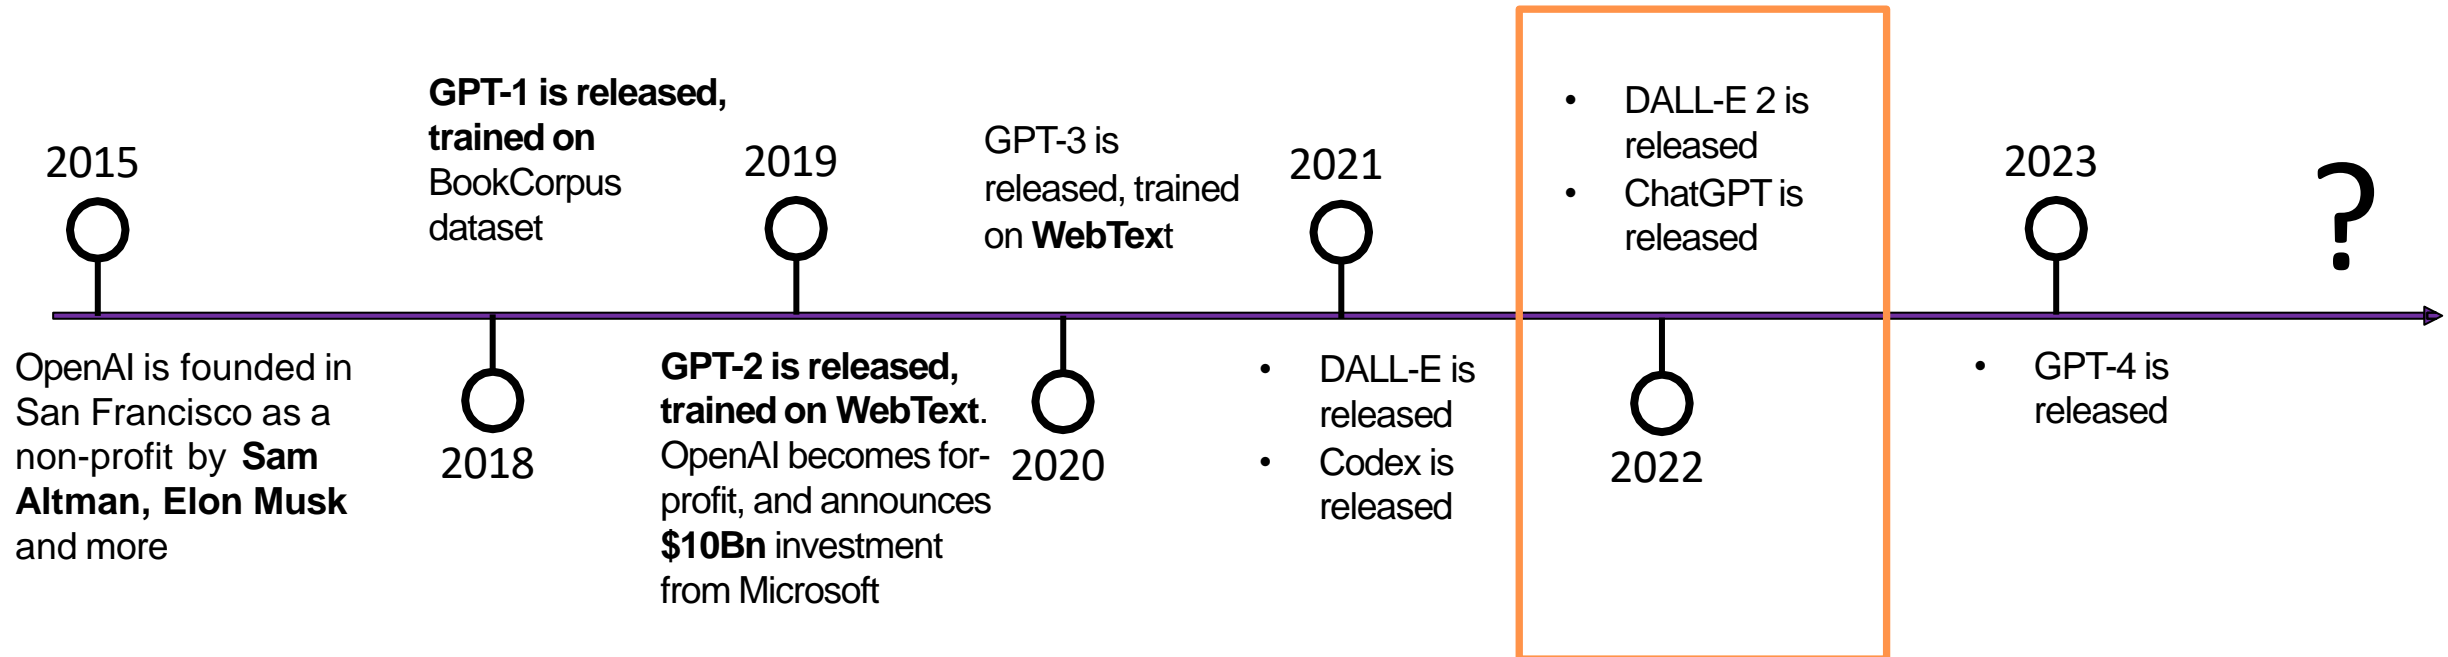 2015
OpenAI is founded in
San Francisco as a
non-profit by Sam
Altman, Elon Musk
and more
GPT-1 is released,
trained on
BookCorpus
dataset
2018
2019
GPT-2 is released,
trained on WebText.
OpenAI becomes for-
profit, and announces
$10Bn investment
from Microsoft
GPT-3 is
released, trained
on WebText
2020
2021
• DALL-E is
released
• Codex is
released
• DALL-E 2 is
released
• ChatGPT is
released
2022
2023
• GPT-4 is
released
?